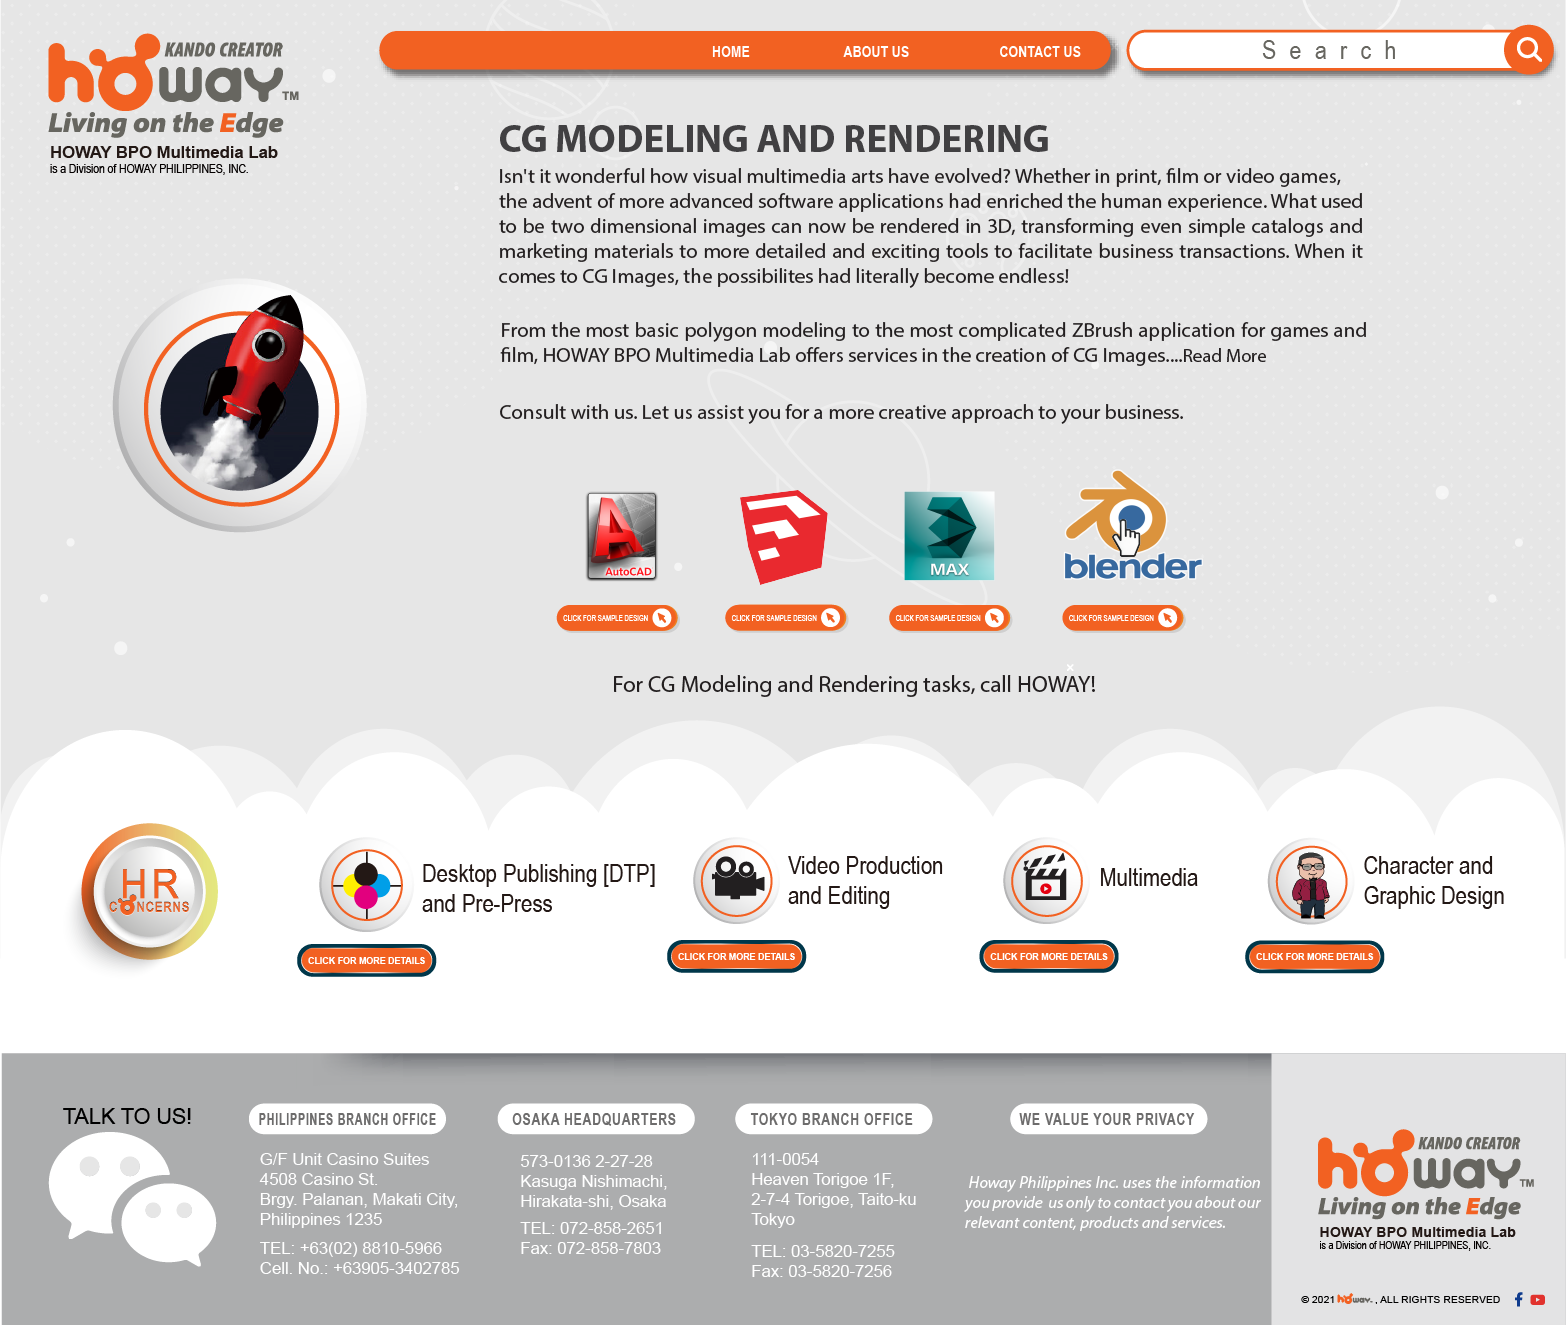 HOME
ABOUT US
CONTACT US
Search
KANDO CREATOR
howay TM
Living on the Edge
HOWAY BPO Multimedia Lab
is a Division of HOWAY PHILIPPINES, INC.
CG MODELING AND RENDERING
Isn't it wonderful how visual multimedia arts have evolved? Whether in print, film or video games,
the advent of more advanced software applications had enriched the human experience. What used
to be two dimensional images can now be rendered in 3D, transforming even simple catalogs and
marketing materials to more detailed and exciting tools to facilitate business transactions. When it
comes to CG Images, the possibilites had literally become endless!
From the most basic polygon modeling to the most complicated ZBrush application for games and
film, HOWAY BPO Multimedia Lab offers services in the creation of CG Images....Read More
Consult with us. Let us assist you for a more creative approach to your business.
A
AutoCAD
MAX
blender
CLICK FOR SAMPLE DESIGN
CLICK FOR SAMPLE DESIGN
CLICK FOR SAMPLE DESIGN
CLICK FOR SAMPLE DESIGN
For CG Modeling and Rendering tasks, call HOWAY!
HR
CONCERNS
Desktop Publishing [DTP]
and Pre-Press
CLICK FOR MORE DETAILS
Video Production
and Editing
CLICK FOR MORE DETAILS
Multimedia
CLICK FOR MORE DETAILS
Character and
Graphic Design
CLICK FOR MORE DETAILS
TALK TO US!
PHILIPPINES BRANCH OFFICE
G/F Unit Casino Suites
4508 Casino St.
Brgy. Palanan, Makati City,
Philippines 1235
TEL: +63(02) 8810-5966
Cell. No.: +63905-3402785
OSAKA HEADQUARTERS
573-0136 2-27-28
Kasuga Nishimachi,
Hirakata-shi, Osaka
TEL: 072-858-2651
Fax: 072-858-7803
TOKYO BRANCH OFFICE
111-0054
Heaven Torigoe 1F,
2-7-4 Torigoe, Taito-ku
Tokyo
TEL: 03-5820-7255
Fax: 03-5820-7256
WE VALUE YOUR PRIVACY
Howay Philippines Inc. uses the information
you provide us only to contact you about our
relevant content, products and services.
KANDO CREATOR
howay TM
Living on the Edge
HOWAY BPO Multimedia Lab
is a Division of HOWAY PHILIPPINES, INC.
© 2021 howay. , ALL RIGHTS RESERVED